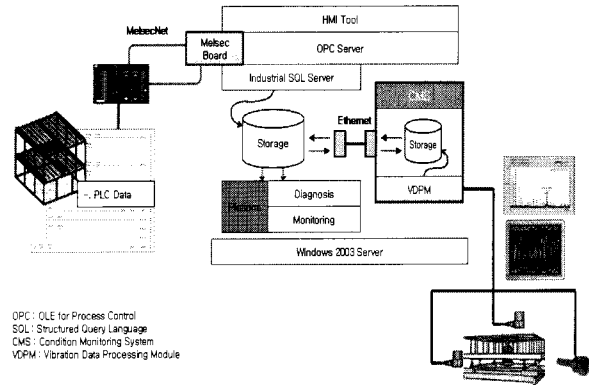 MelsecNet
HMI Tool
Melsec
Board
OPC Server
Industrial SQL Server
Ethernet
CMS
Storage
Storage
-. PLC Data
VDPM
Diagnosis
Monitoring
Windows 2003 Server
OPC : OLE for Process Control
SQL : Structured Query Language
CMS : Condition Monitoring System
VDPM : Vibration Data Processing Module